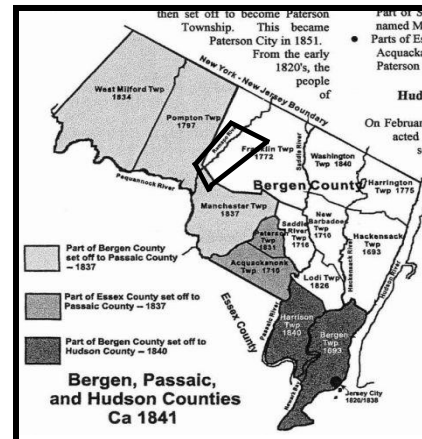 then set off to become Paterson
Township. This became
Paterson City in 1851.
From the early
1820's, the
people
of
Part of S
named M
Parts of Es
Acquacka
Paterson
Hud
On Februar
acted
s
New York - New Jersey Boundary
West Milford Twp
1834
Pompton Twp
1797
Ramapo River
Franklin Twp
1772
Saddle River
Washington
Twp 1840
Harrington Twp
1775
Pequannock River
Bergen County
Manchester Twp
1837
Paterson
Twp
1831
Saddle
River
Twp
1716
New
Barbadoes
Twp
1710
Hackensack
Twp
1693
Acquackanonk
Twp 1710
Lodi Twp
1826
Hackensack River
Hudson River
Essex County
Passaic River
Harrison
Twp
1840
Bergen
Twp
1693
Newark Bay
Jersey City
1820/1838
Part of Bergen County
set off to Passaic County
- 1837
Part of Essex County set off to
Passaic County - 1837
Part of Bergen County set off to
Hudson County - 1840
Bergen, Passaic,
and Hudson Counties
Ca 1841